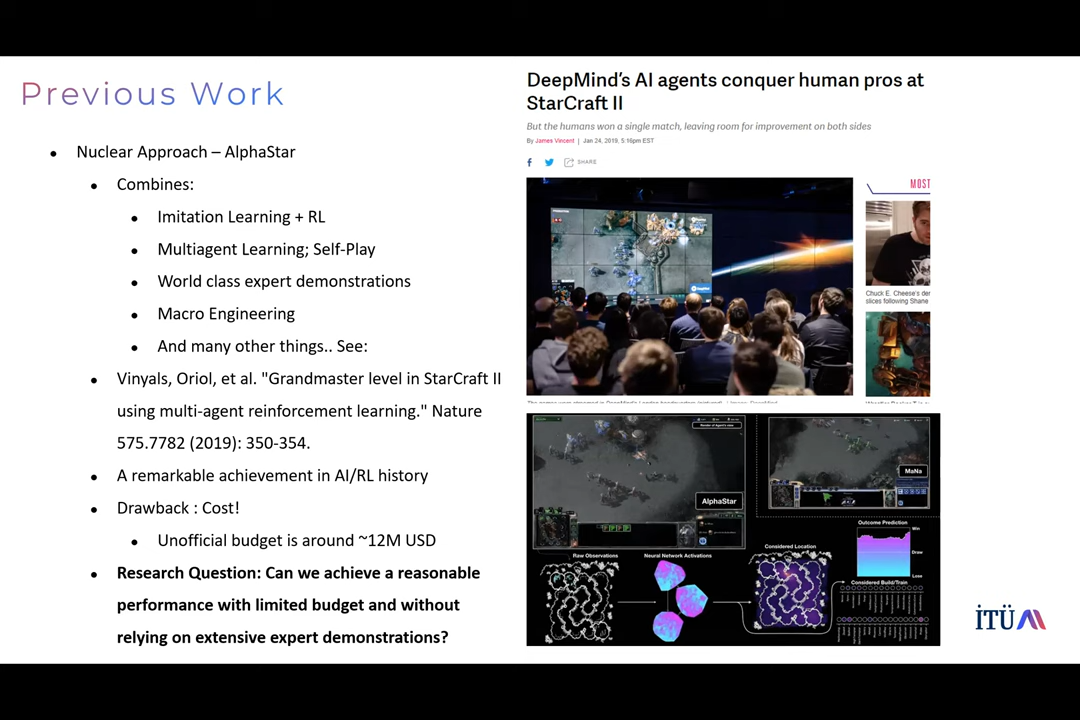 Previous Work
Nuclear Approach – AlphaStar
Combines:
Imitation Learning + RL
Multiagent Learning; Self-Play
World class expert demonstrations
Macro Engineering
And many other things.. See:
Vinyals, Oriol, et al. "Grandmaster level in StarCraft II
using multi-agent reinforcement learning." Nature
575.7782 (2019): 350-354.
A remarkable achievement in AI/RL history
Drawback : Cost!
Unofficial budget is around ~12M USD
Research Question: Can we achieve a reasonable
performance with limited budget and without
relying on extensive expert demonstrations?
DeepMind's AI agents conquer human pros at
StarCraft II
But the humans won a single match, leaving room for improvement on both sides
By James Vincent | Jan 24, 2019, 5:16pm EST
SHARE
MOST
Chuck E. Cheese's der
slices following Shane
AlphaStar
MaNa
Raw Observations
Neural Network Activations
Considered Location
Outcome Prediction
Win
Draw
Lose
Considered Build/Train
İTÜ